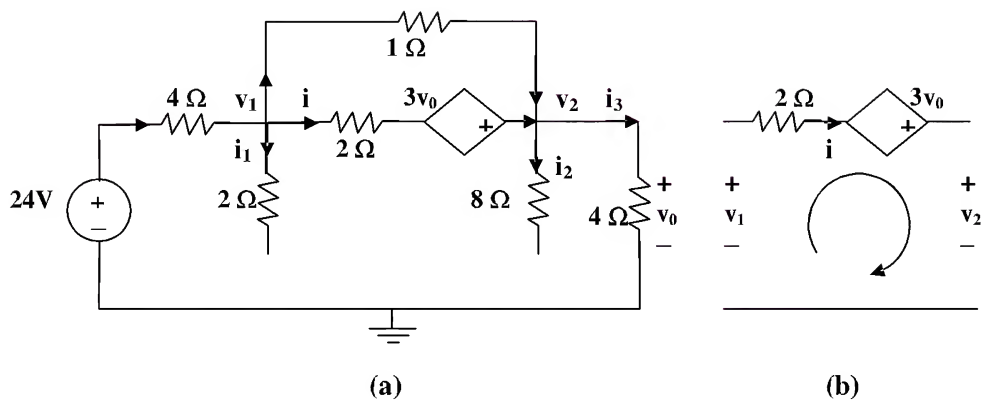 1 Ω
4 Ω v₁ i 3v₀ v₂ i₃
+
2 Ω
i₁ i₂
24V + − 2 Ω 8 Ω 4 Ω + v₀ −
2 Ω 3v₀
+
i
+ v₁ − + v₂ −
(a) (b)